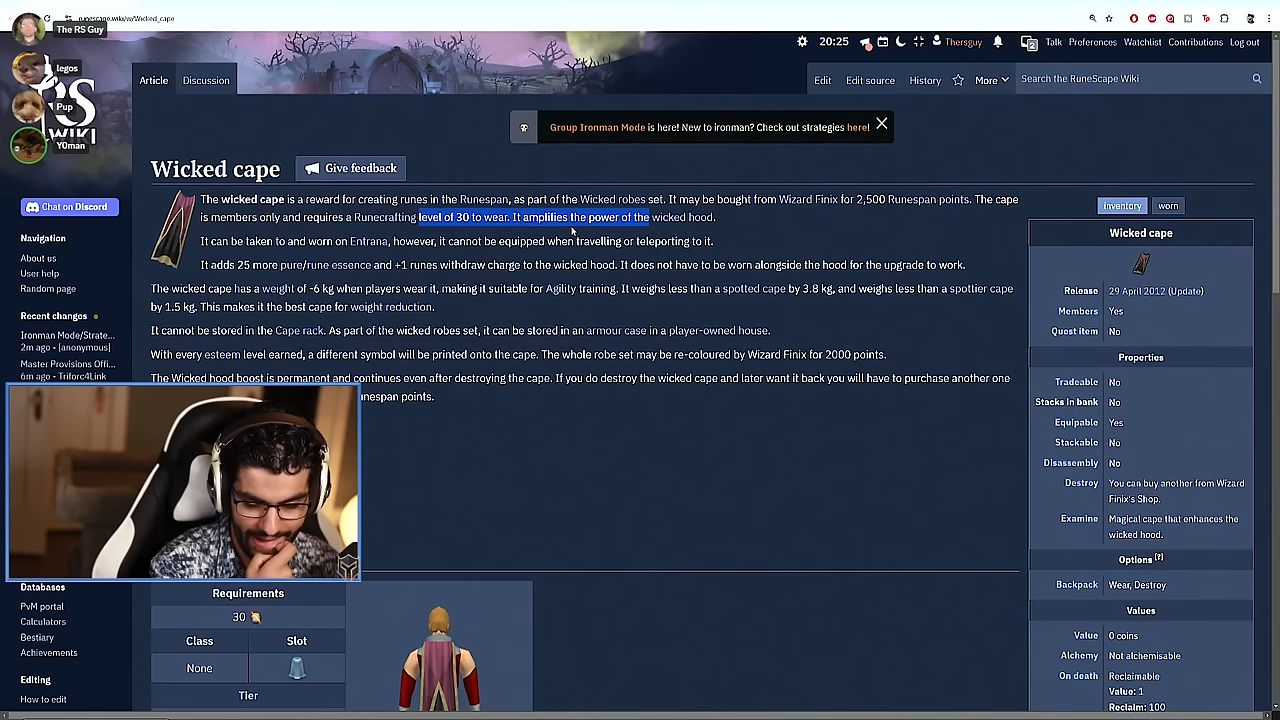 runescape.wiki/w/Wicked_cape
The RS Guy
legos
Pup
YOman
RS
WIKI
20:25
2
Thersguy
Talk
Preferences
Watchlist
Contributions
Log out
Article
Discussion
Edit
Edit source
History
More
Search the RuneScape Wiki
Group Ironman Mode is here! New to ironman? Check out strategies here!
Wicked cape
Give feedback
The wicked cape is a reward for creating runes in the Runespan, as part of the Wicked robes set. It may be bought from Wizard Finix for 2,500 Runespan points. The cape
is members only and requires a Runecrafting level of 30 to wear. It amplifies the power of the wicked hood.
It can be taken to and worn on Entrana, however, it cannot be equipped when travelling or teleporting to it.
It adds 25 more pure/rune essence and +1 runes withdraw charge to the wicked hood. It does not have to be worn alongside the hood for the upgrade to work.
The wicked cape has a weight of -6 kg when players wear it, making it suitable for Agility training. It weighs less than a spotted cape by 3.8 kg, and weighs less than a spottier cape
by 1.5 kg. This makes it the best cape for weight reduction.
It cannot be stored in the Cape rack. As part of the wicked robes set, it can be stored in an armour case in a player-owned house.
With every esteem level earned, a different symbol will be printed onto the cape. The whole robe set may be re-coloured by Wizard Finix for 2000 points.
The Wicked hood boost is permanent and continues even after destroying the cape. If you do destroy the wicked cape and later want it back you will have to purchase another one
unespan points.
Chat on Discord
Navigation
About us
User help
Random page
Recent changes
Ironman Mode/Strate...
2m ago - [anonymous]
Master Provisions Offi...
6m ago - Triforc4Link
Databases
PvM portal
Calculators
Bestiary
Achievements
Editing
How to edit
Requirements
30
Class
Slot
None
Tier
inventory
worn
Wicked cape
Release
29 April 2012 (Update)
Members
Yes
Quest item
No
Properties
Tradeable
No
Stacks in bank
No
Equipable
Yes
Stackable
No
Disassembly
No
Destroy
You can buy another from Wizard
Finix's Shop.
Examine
Magical cape that enhances the
wicked hood.
Options [?]
Backpack
Wear, Destroy
Values
Value
0 coins
Alchemy
Not alchemisable
On death
Reclaimable
Value: 1
Reclaim: 100